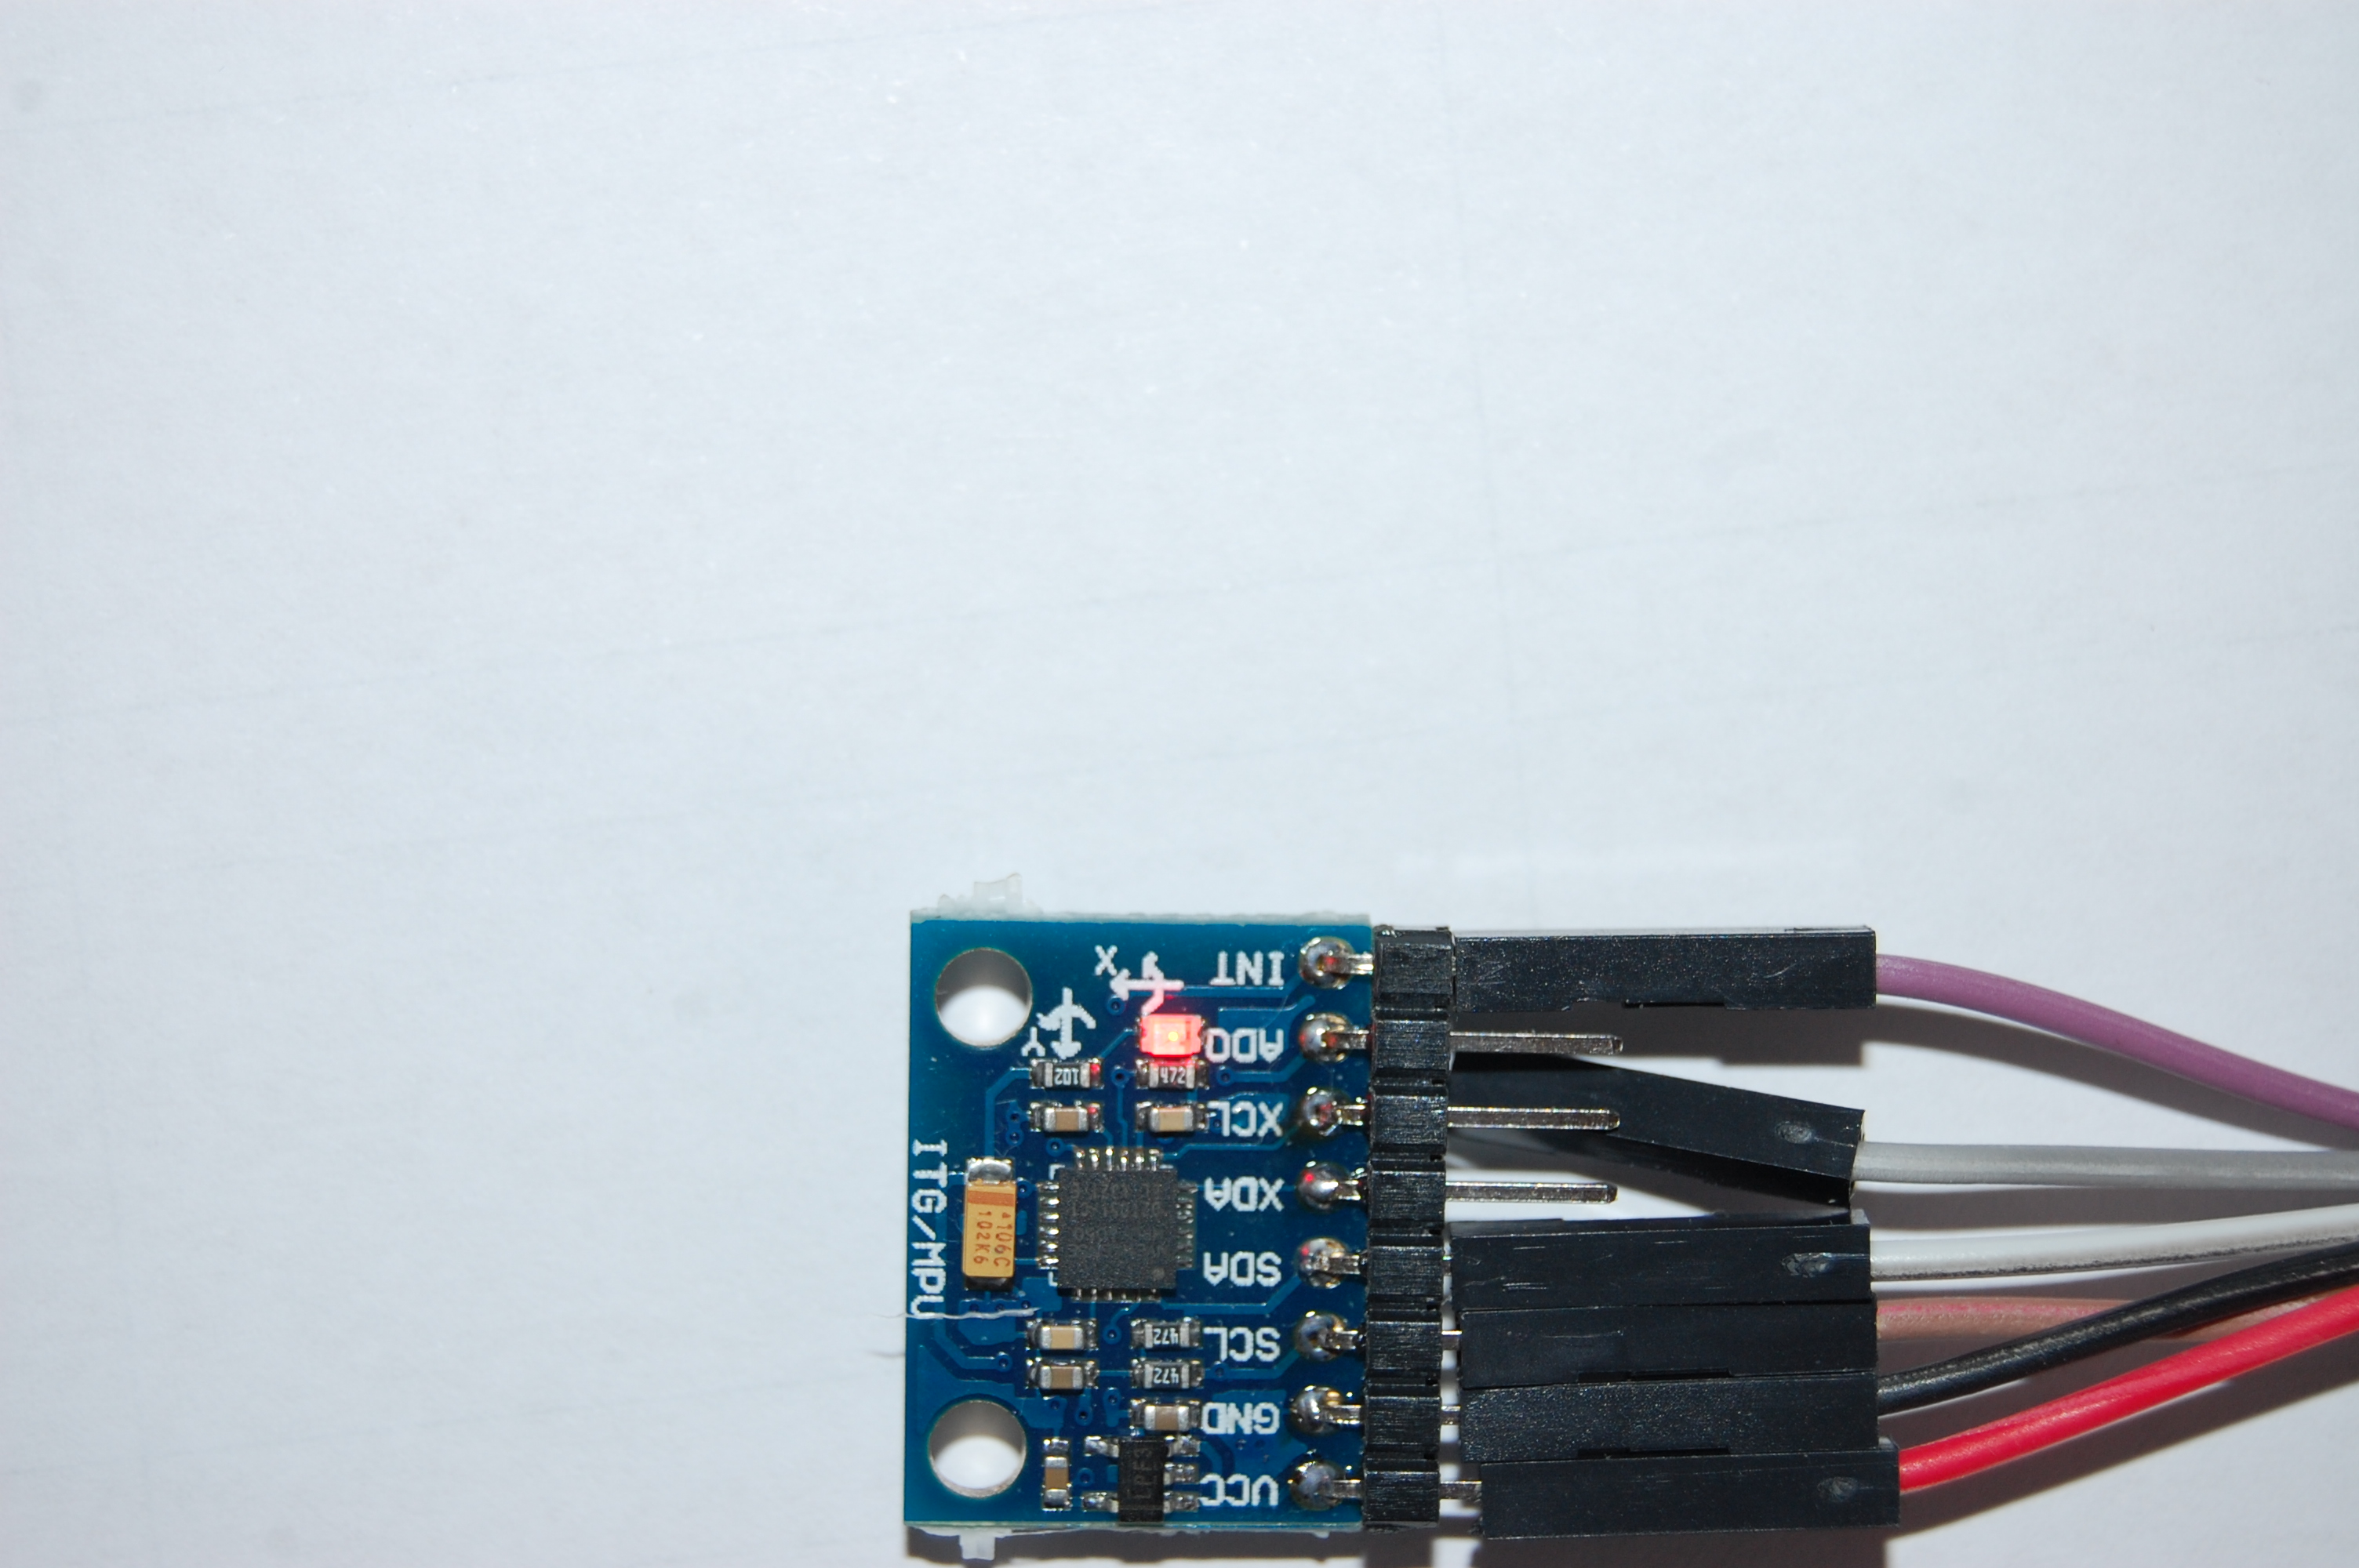 INT
AD0
XCL
XDA
SDA
SCL
GND
VCC
X
Y
ITG/MPU
102
472
106C
102K6
472
472